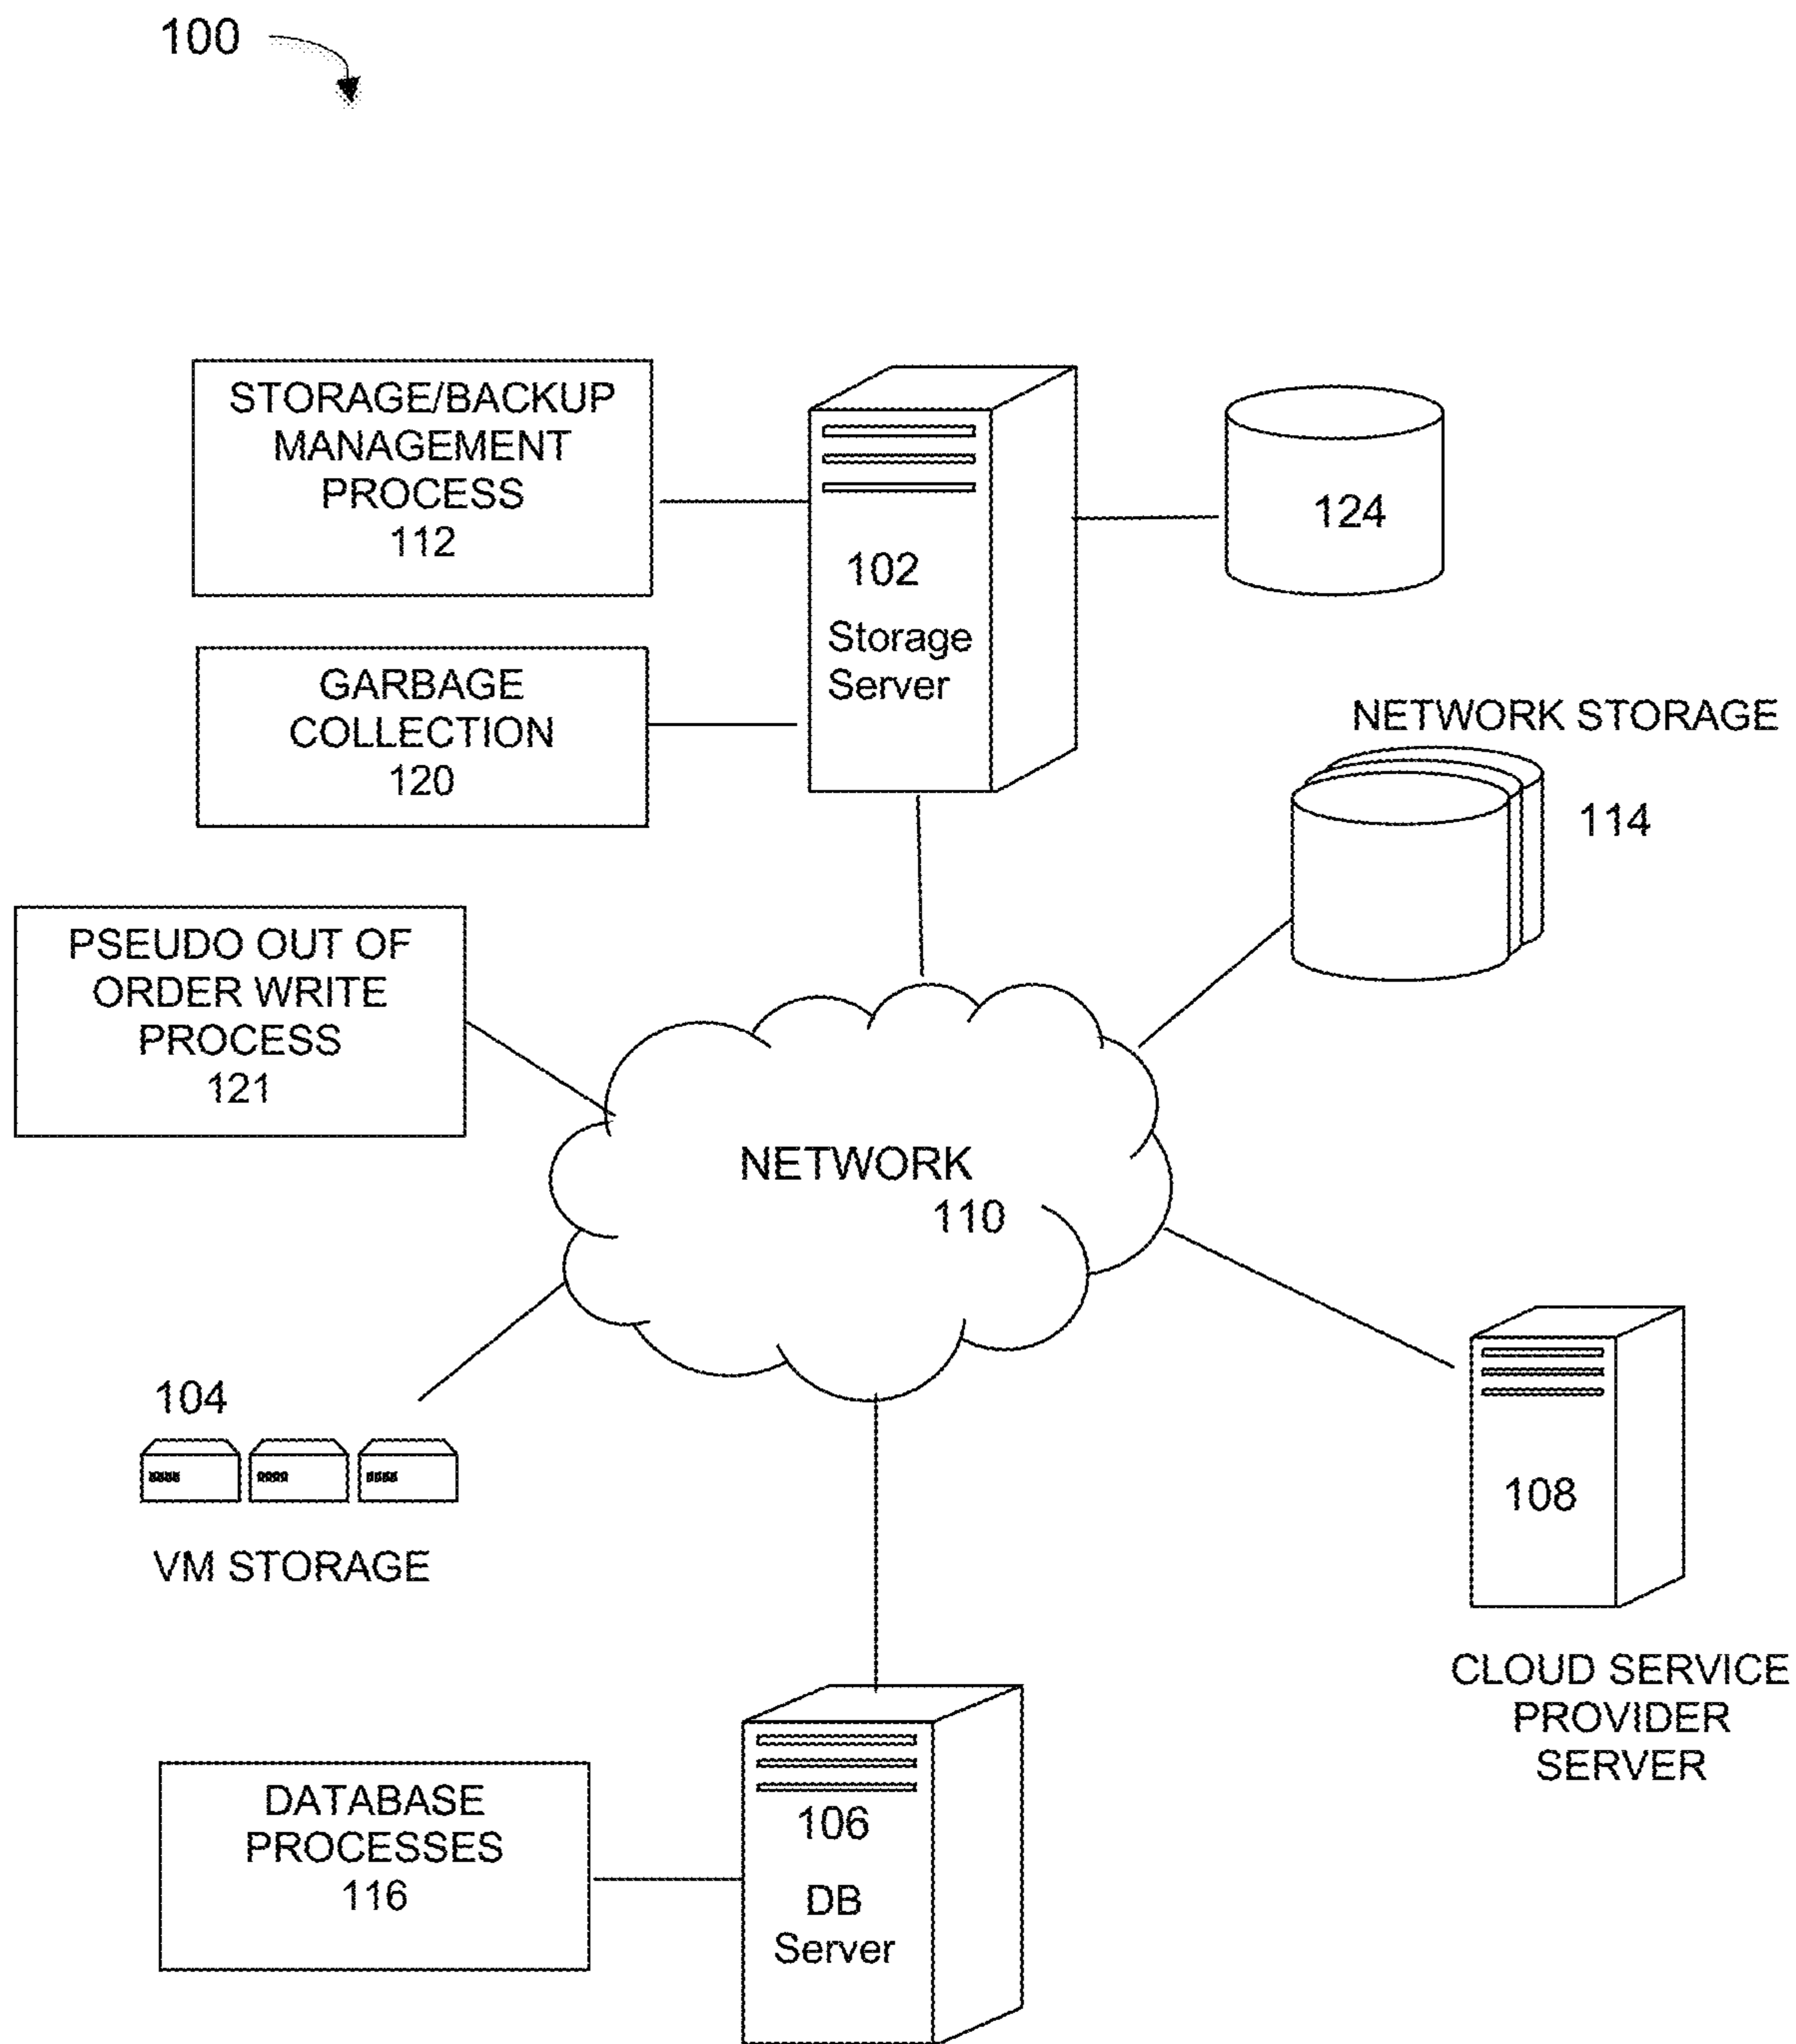 100
STORAGE/BACKUP
MANAGEMENT
PROCESS
112
102
Storage
Server
124
GARBAGE
COLLECTION
120
NETWORK STORAGE
114
PSEUDO OUT OF
ORDER WRITE
PROCESS
121
NETWORK
110
104
VM STORAGE
108
CLOUD SERVICE
PROVIDER
SERVER
DATABASE
PROCESSES
116
106
DB
Server